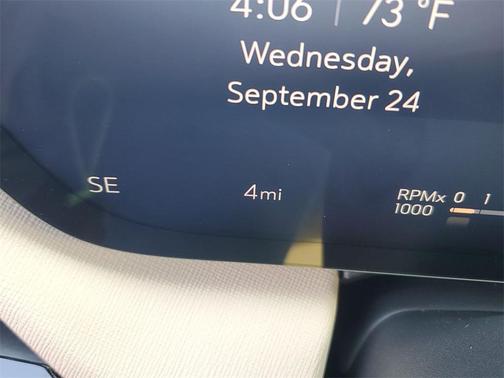 4:06 | 73 °F
Wednesday,
September 24
SE
4mi
RPMx 0 1
1000